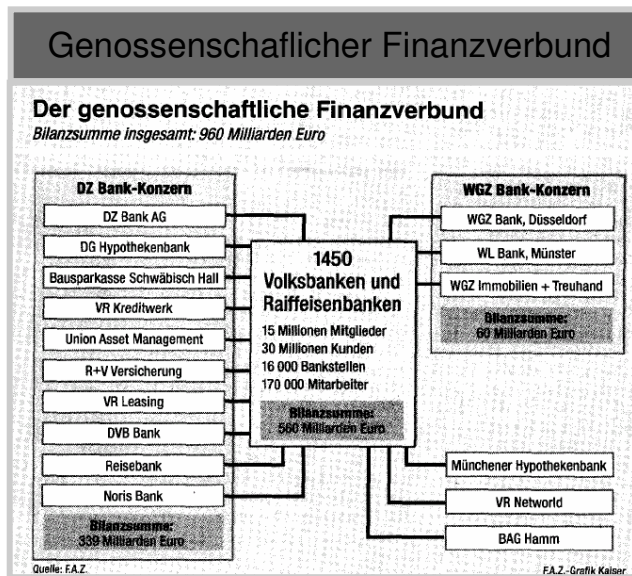 Genossenschaflicher Finanzverbund
Der genossenschaftliche Finanzverbund
Bilanzsumme insgesamt: 960 Milliarden Euro
DZ Bank-Konzern
DZ Bank AG
DG Hypothekenbank
Bausparkasse Schwäbisch Hall
VR Kreditwerk
Union Asset Management
R+V Versicherung
VR Leasing
DVB Bank
Reisebank
Noris Bank
Bilanzsumme:
339 Milliarden Euro
1450
Volksbanken und
Raiffeisenbanken
15 Millionen Mitglieder
30 Millionen Kunden
16 000 Bankstellen
170 000 Mitarbeiter
Bilanzsumme:
560 Milliarden Euro
WGZ Bank-Konzern
WGZ Bank, Düsseldorf
WL Bank, Münster
WGZ Immobilien + Treuhand
Bilanzsumme:
60 Milliarden Euro
Münchener Hypothekenbank
VR Networld
BAG Hamm
Quelle: F.A.Z.
F.A.Z.-Grafik Kaiser